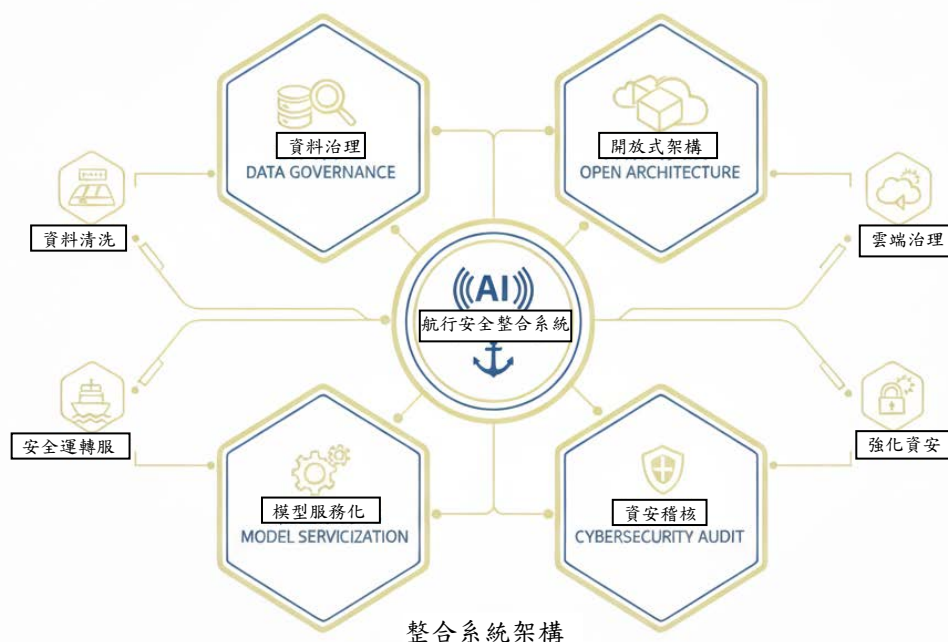 資料治理
DATA GOVERNANCE
開放式架構
OPEN ARCHITECTURE
資料清洗
雲端治理
AI
航行安全整合系統
安全運轉服
強化資安
模型服務化
MODEL SERVICIZATION
資安稽核
CYBERSECURITY AUDIT
整合系統架構